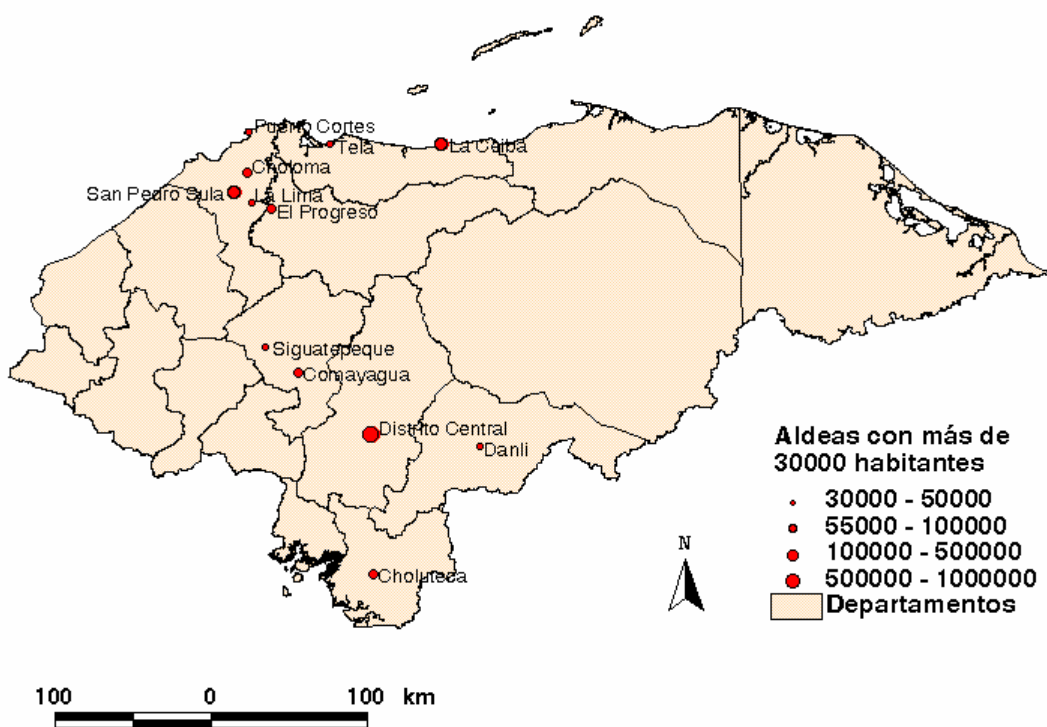 Puerto Cortes
Tela
La Ceiba
Choloma
San Pedro Sula
La Lima
El Progreso
Siguatepeque
Comayagua
Distrito Central
Danli
Choluteca
Aldeas con más de
30000 habitantes
30000 - 50000
55000 - 100000
100000 - 500000
500000 - 1000000
Departamentos
N
100 0 100 km